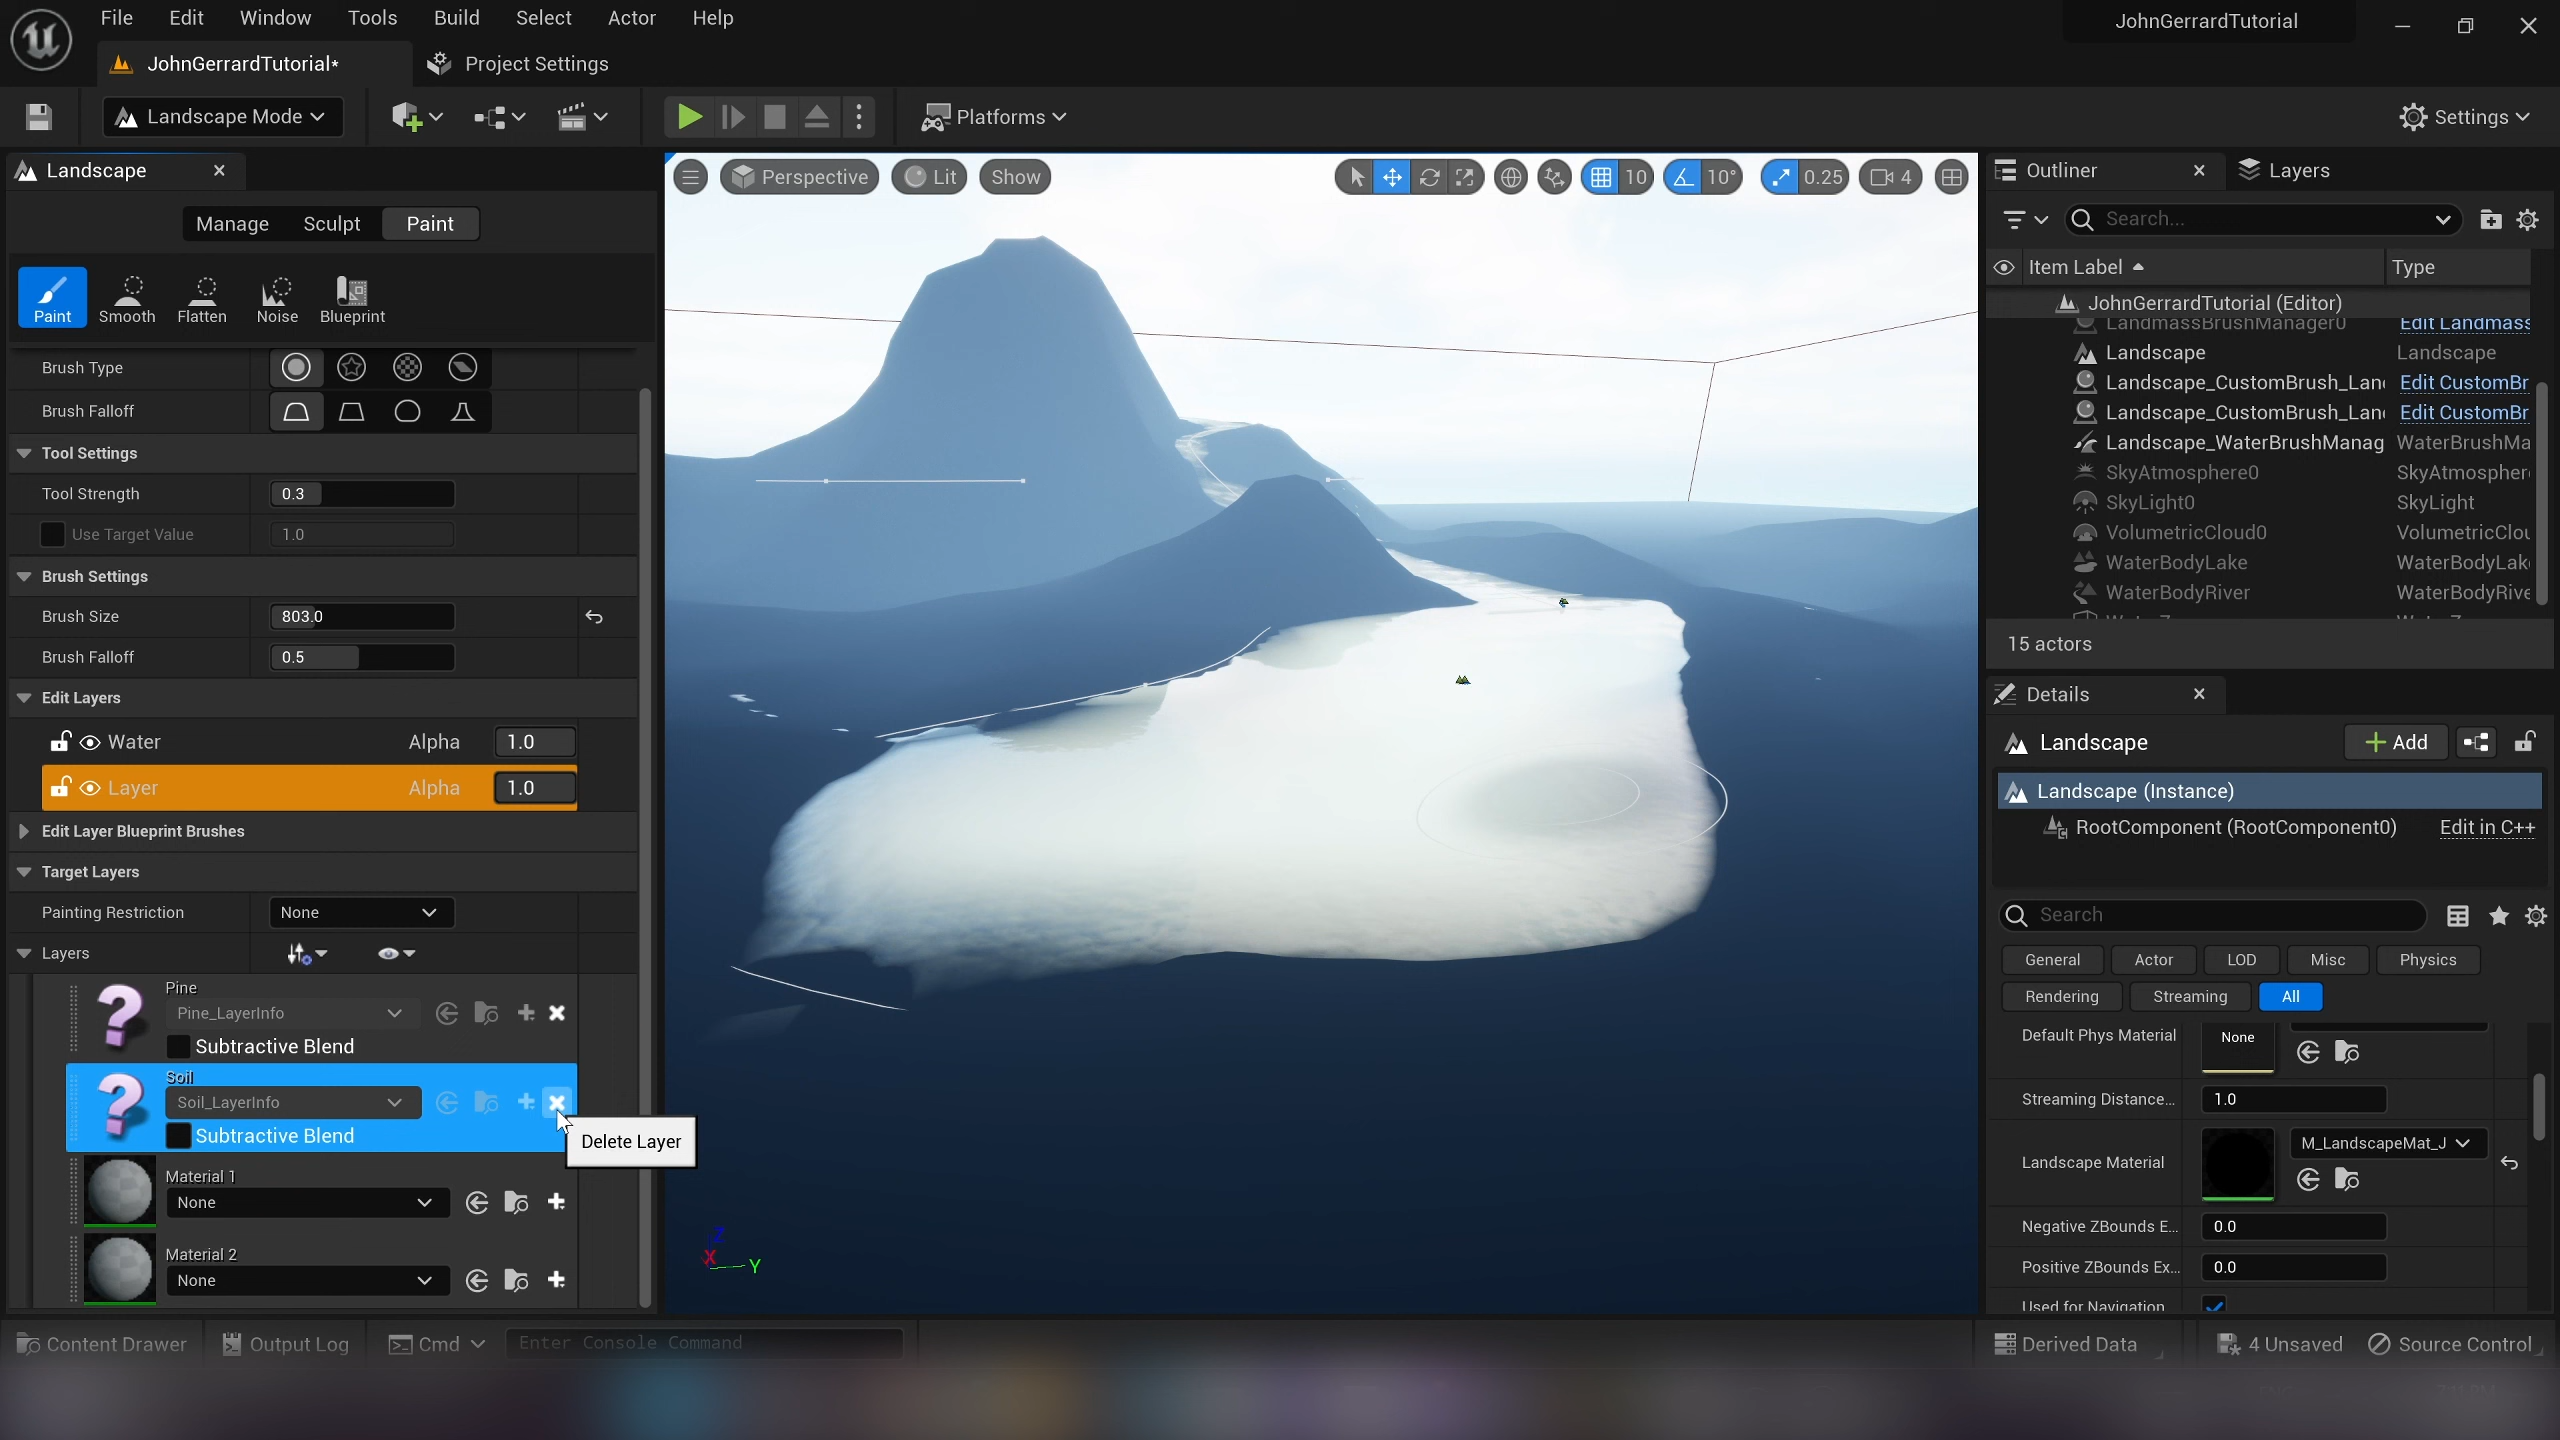 File Edit Window Tools Build Select Actor Help
JohnGerrardTutorial
JohnGerrardTutorial* Project Settings
Landscape Mode Platforms Settings
Landscape
Manage Sculpt Paint
Paint Smooth Flatten Noise Blueprint
Brush Type
Brush Falloff
Tool Settings
Tool Strength 0.3
Use Target Value 1.0
Brush Settings
Brush Size 803.0
Brush Falloff 0.5
Edit Layers
Water Alpha 1.0
Layer Alpha 1.0
Edit Layer Blueprint Brushes
Target Layers
Painting Restriction None
Layers
Pine
Pine_LayerInfo
Subtractive Blend
Soil
Soil_LayerInfo
Subtractive Blend
Delete Layer
Material 1
None
Material 2
None
Perspective Lit Show 10 10° 0.25 4
Z
X Y
Outliner Layers
Search...
Item Label Type
JohnGerrardTutorial (Editor)
LandmassBrushManager0 Edit Landmass
Landscape Landscape
Landscape_CustomBrush_Lan Edit CustomBr
Landscape_CustomBrush_Lan Edit CustomBr
Landscape_WaterBrushManag WaterBrushMa
SkyAtmosphere0 SkyAtmospher
SkyLight0 SkyLight
VolumetricCloud0 VolumetricClou
WaterBodyLake WaterBodyLak
WaterBodyRiver WaterBodyRive
15 actors
Details
Landscape Add
Landscape (Instance)
RootComponent (RootComponent0) Edit in C++
Search
General Actor LOD Misc Physics
Rendering Streaming All
Default Phys Material None
Streaming Distance... 1.0
Landscape Material M_LandscapeMat_J
Negative ZBounds E... 0.0
Positive ZBounds Ex... 0.0
Used for Navigation
Content Drawer Output Log Cmd Enter Console Command Derived Data 4 Unsaved Source Control